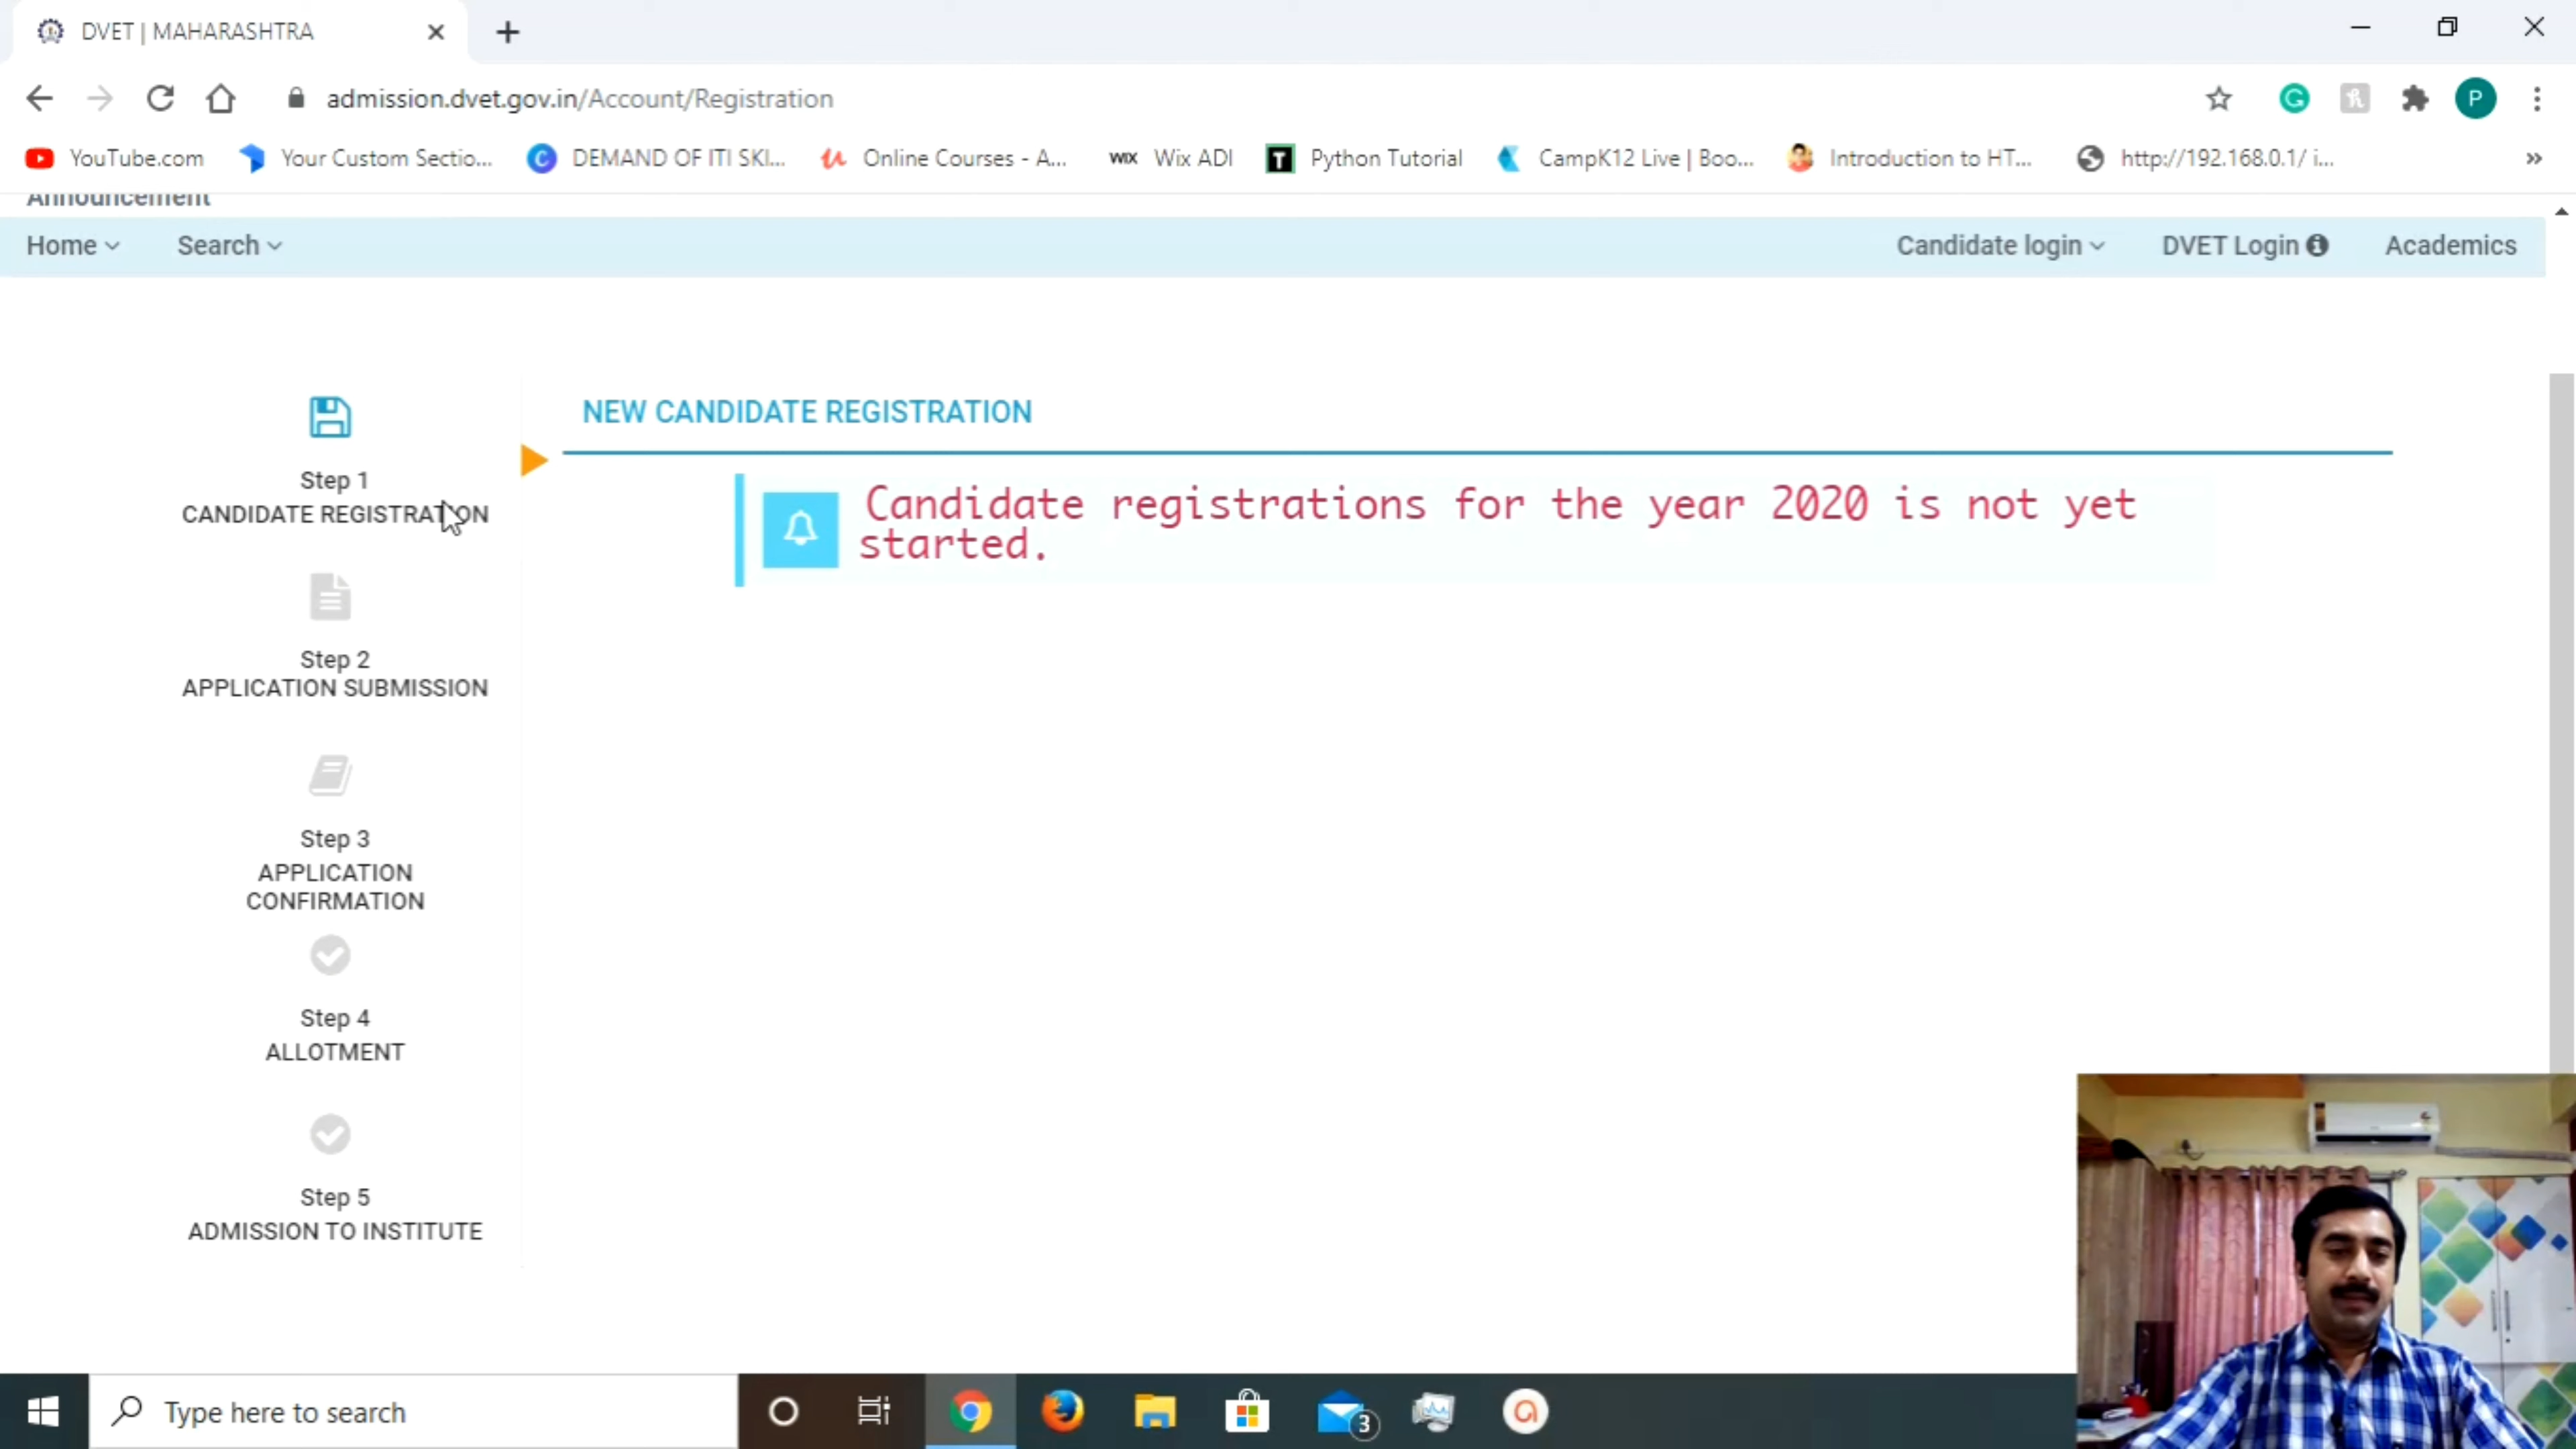 DVET | MAHARASHTRA
admission.dvet.gov.in/Account/Registration
P
YouTube.com Your Custom Sectio... DEMAND OF ITI SKI... Online Courses - A... WIX Wix ADI T Python Tutorial CampK12 Live | Boo... Introduction to HT... http://192.168.0.1/ i... »
Announcement
Home Search Candidate login DVET Login Academics
NEW CANDIDATE REGISTRATION
Candidate registrations for the year 2020 is not yet
started.
Step 1
CANDIDATE REGISTRATION
Step 2
APPLICATION SUBMISSION
Step 3
APPLICATION
CONFIRMATION
Step 4
ALLOTMENT
Step 5
ADMISSION TO INSTITUTE
Type here to search
3